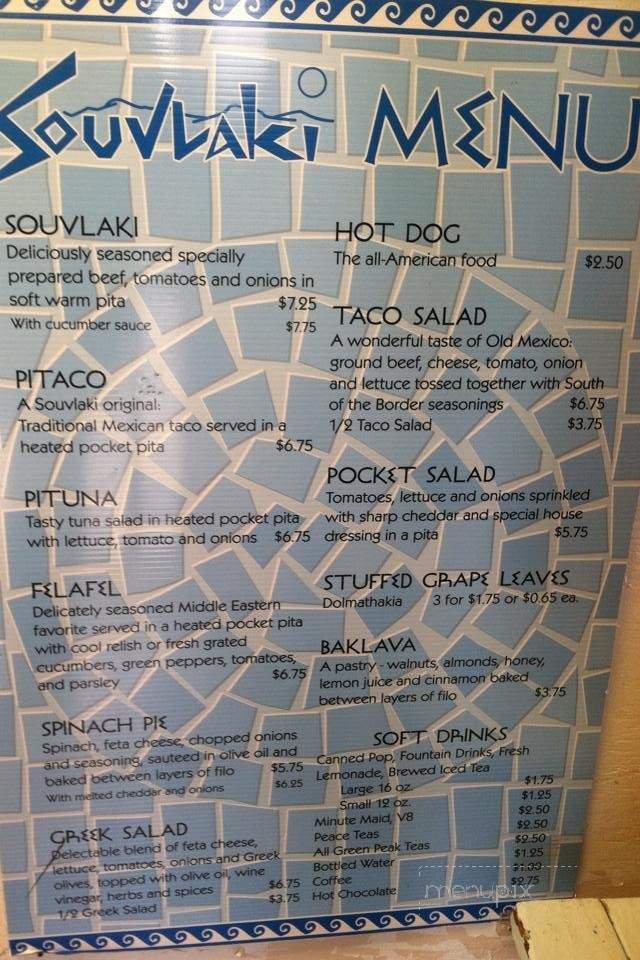 SOUVLAKI MENU
SOUVLAKI
Deliciously seasoned specially
prepared beef, tomatoes and onions in
soft warm pita $7.25
With cucumber sauce $7.75
PITACO
A Souvlaki original:
Traditional Mexican taco served in a
heated pocket pita $6.75
PITUNA
Tasty tuna salad in heated pocket pita
with lettuce, tomato and onions $6.75
FELAFEL
Delicately seasoned Middle Eastern
favorite served in a heated pocket pita
with cool relish or fresh grated
cucumbers, green peppers, tomatoes,
and parsley $6.75
SPINACH PIE
Spinach, feta cheese, chopped onions
and seasoning, sauteed in olive oil and
baked between layers of filo $5.75
With melted cheddar and onions $6.25
GREEK SALAD
Delectable blend of feta cheese,
lettuce, tomatoes, onions and Greek
olives, topped with olive oil, wine
vinegar, herbs and spices $6.75
1/2 Greek Salad $3.75
HOT DOG
The all-American food $2.50
TACO SALAD
A wonderful taste of Old Mexico:
ground beef, cheese, tomato, onion
and lettuce tossed together with South
of the Border seasonings $6.75
1/2 Taco Salad $3.75
POCKET SALAD
Tomatoes, lettuce and onions sprinkled
with sharp cheddar and special house
dressing in a pita $5.75
STUFFED GRAPE LEAVES
Dolmathakia 3 for $1.75 or $0.65 ea.
BAKLAVA
A pastry - walnuts, almonds, honey,
lemon juice and cinnamon baked
between layers of filo $3.75
SOFT DRINKS
Canned Pop, Fountain Drinks, Fresh
Lemonade, Brewed Iced Tea
Large 16 oz. $1.75
Small 12 oz. $1.25
Minute Maid, V8 $2.50
Peace Teas $2.50
All Green Peak Teas $2.50
Bottled Water $1.25
Coffee
Hot Chocolate $2.75
menupix